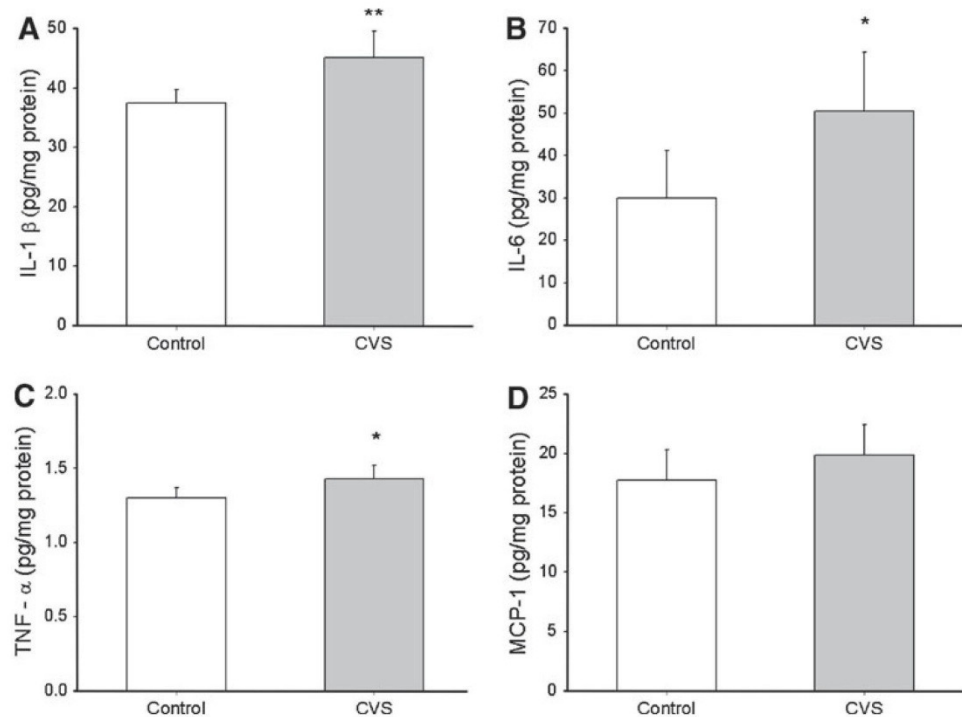 A
IL-1 β (pg/mg protein)
50
40
30
20
10
0
**
Control
CVS
B
IL-6 (pg/mg protein)
70
60
50
40
30
20
10
0
*
Control
CVS
C
TNF - α (pg/mg protein)
2.0
1.5
1.0
0.5
0.0
*
Control
CVS
D
MCP-1 (pg/mg protein)
25
20
15
10
5
0
Control
CVS